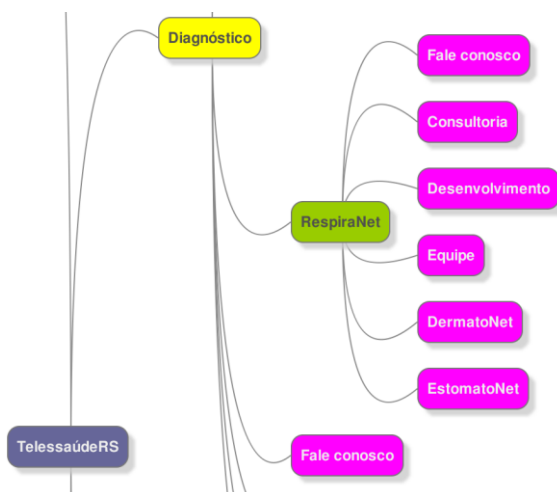 Diagnóstico
Fale conosco
Consultoria
Desenvolvimento
RespiraNet
Equipe
DermatoNet
EstomatoNet
TelessaúdeRS
Fale conosco